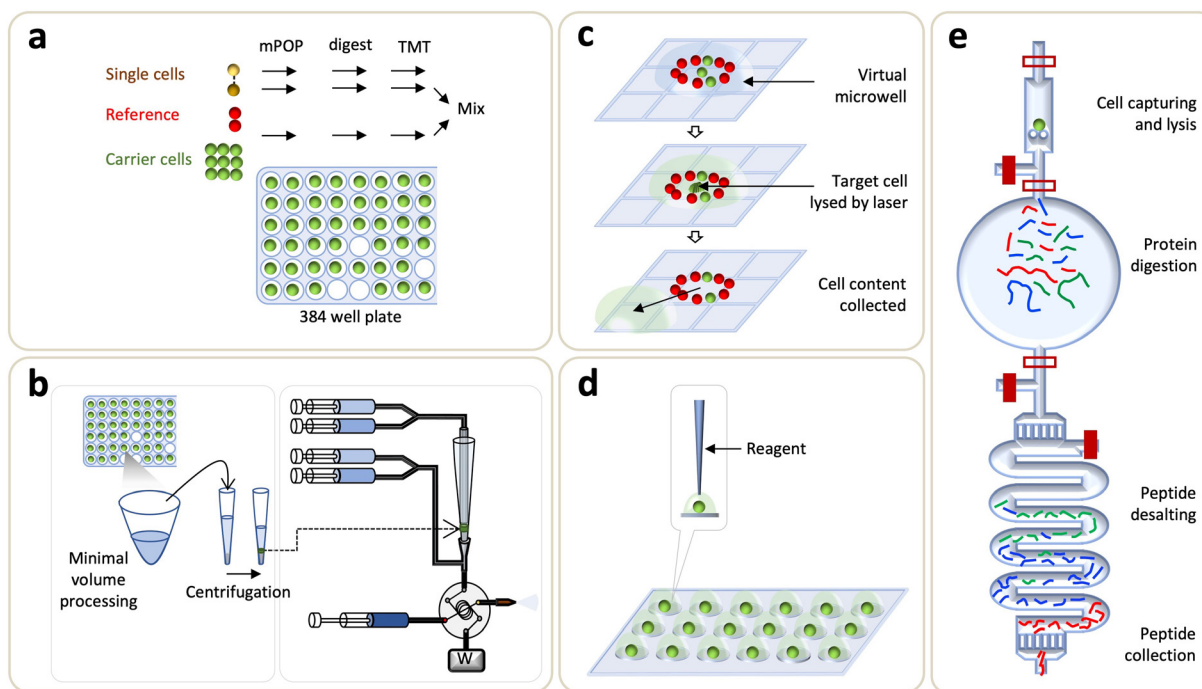 a
mPOP digest TMT
Single cells
Reference
Carrier cells
Mix
384 well plate
b
Minimal
volume
processing
Centrifugation
W
c
Virtual
microwell
Target cell
lysed by laser
Cell content
collected
d
Reagent
e
Cell capturing
and lysis
Protein
digestion
Peptide
desalting
Peptide
collection